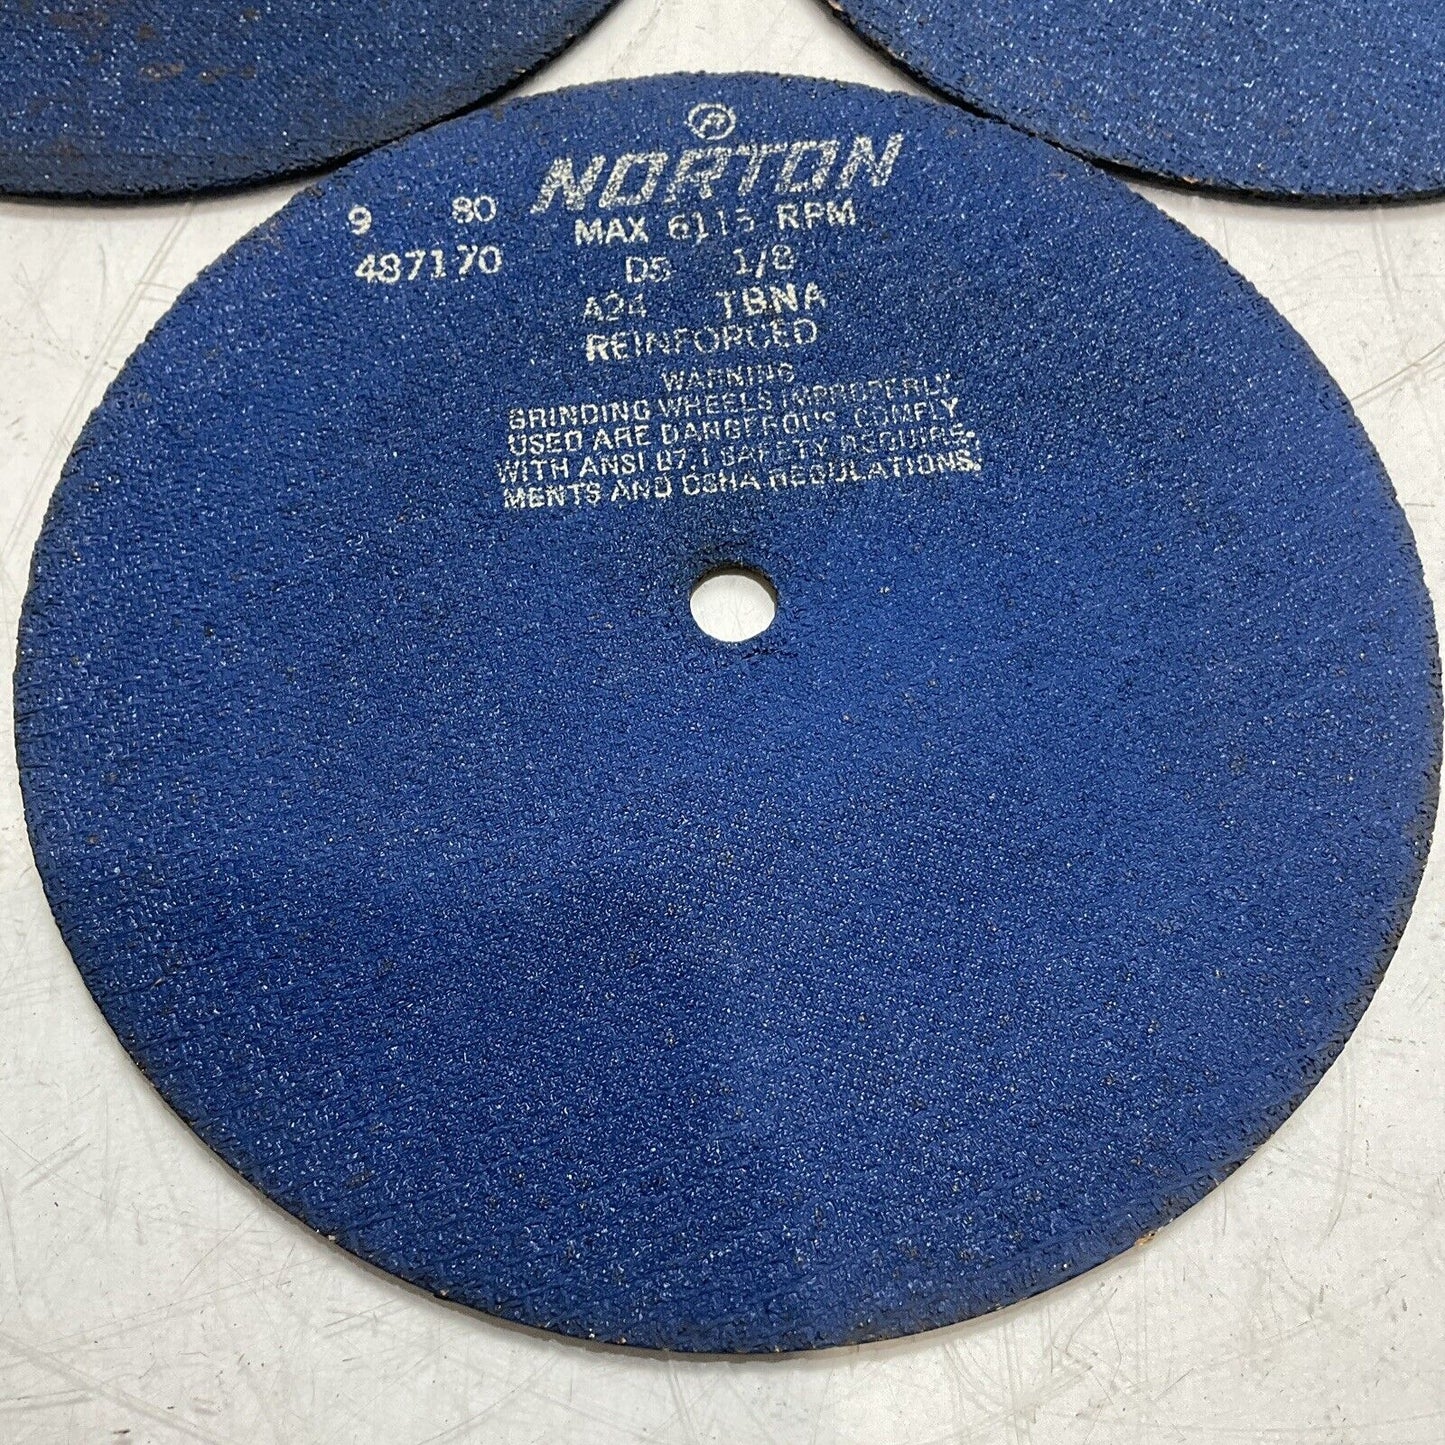 R
NORTON
9 80 MAX 6115 RPM
487170 D5 1/8
A24 TBNA
REINFORCED
WARNING
GRINDING WHEELS IMPROPERLY
USED ARE DANGEROUS COMPLY
WITH ANSI B7.1 SAFETY REQUIRE-
MENTS AND OSHA REGULATIONS.